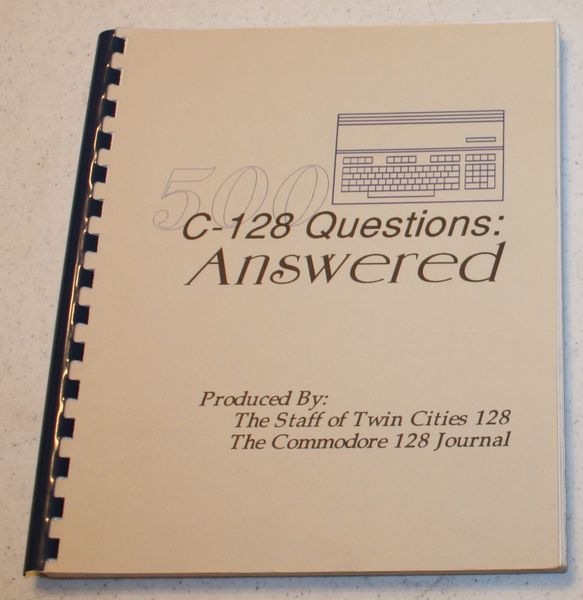 500
C-128 Questions:
Answered
Produced By:
The Staff of Twin Cities 128
The Commodore 128 Journal